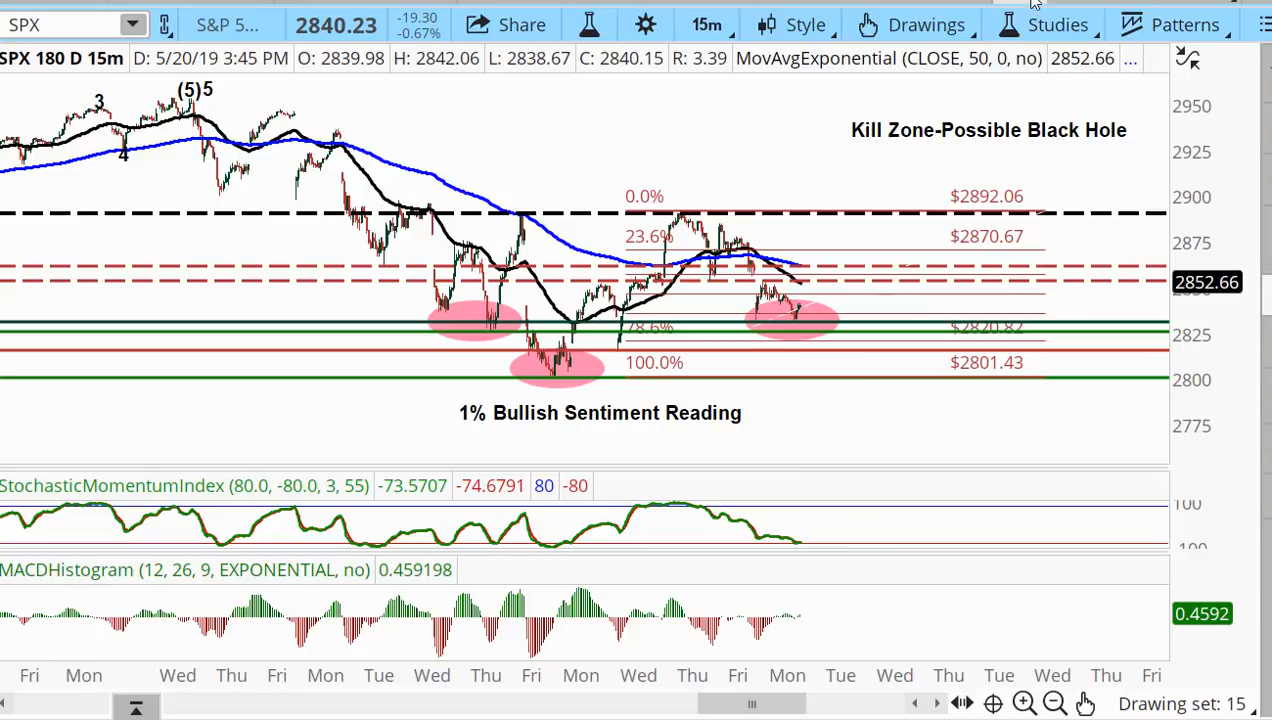 SPX S&P 5... 2840.23 -19.30 -0.67% Share 15m Style Drawings Studies Patterns
SPX 180 D 15m D: 5/20/19 3:45 PM O: 2839.98 H: 2842.06 L: 2838.67 C: 2840.15 R: 3.39 MovAvgExponential (CLOSE, 50, 0, no) 2852.66 ...
3 (5)5
4
Kill Zone-Possible Black Hole
0.0% $2892.06
23.6% $2870.67
78.6% $2820.82
100.0% $2801.43
1% Bullish Sentiment Reading
2950
2925
2900
2875
2852.66
2825
2800
2775
StochasticMomentumIndex (80.0, -80.0, 3, 55) -73.5707 -74.6791 80 -80
100
-100
MACDHistogram (12, 26, 9, EXPONENTIAL, no) 0.459198
0.4592
Fri Mon Wed Thu Fri Mon Tue Wed Thu Fri Mon Wed Thu Fri Mon Tue Wed Thu Tue Wed Thu Fri
Drawing set: 15